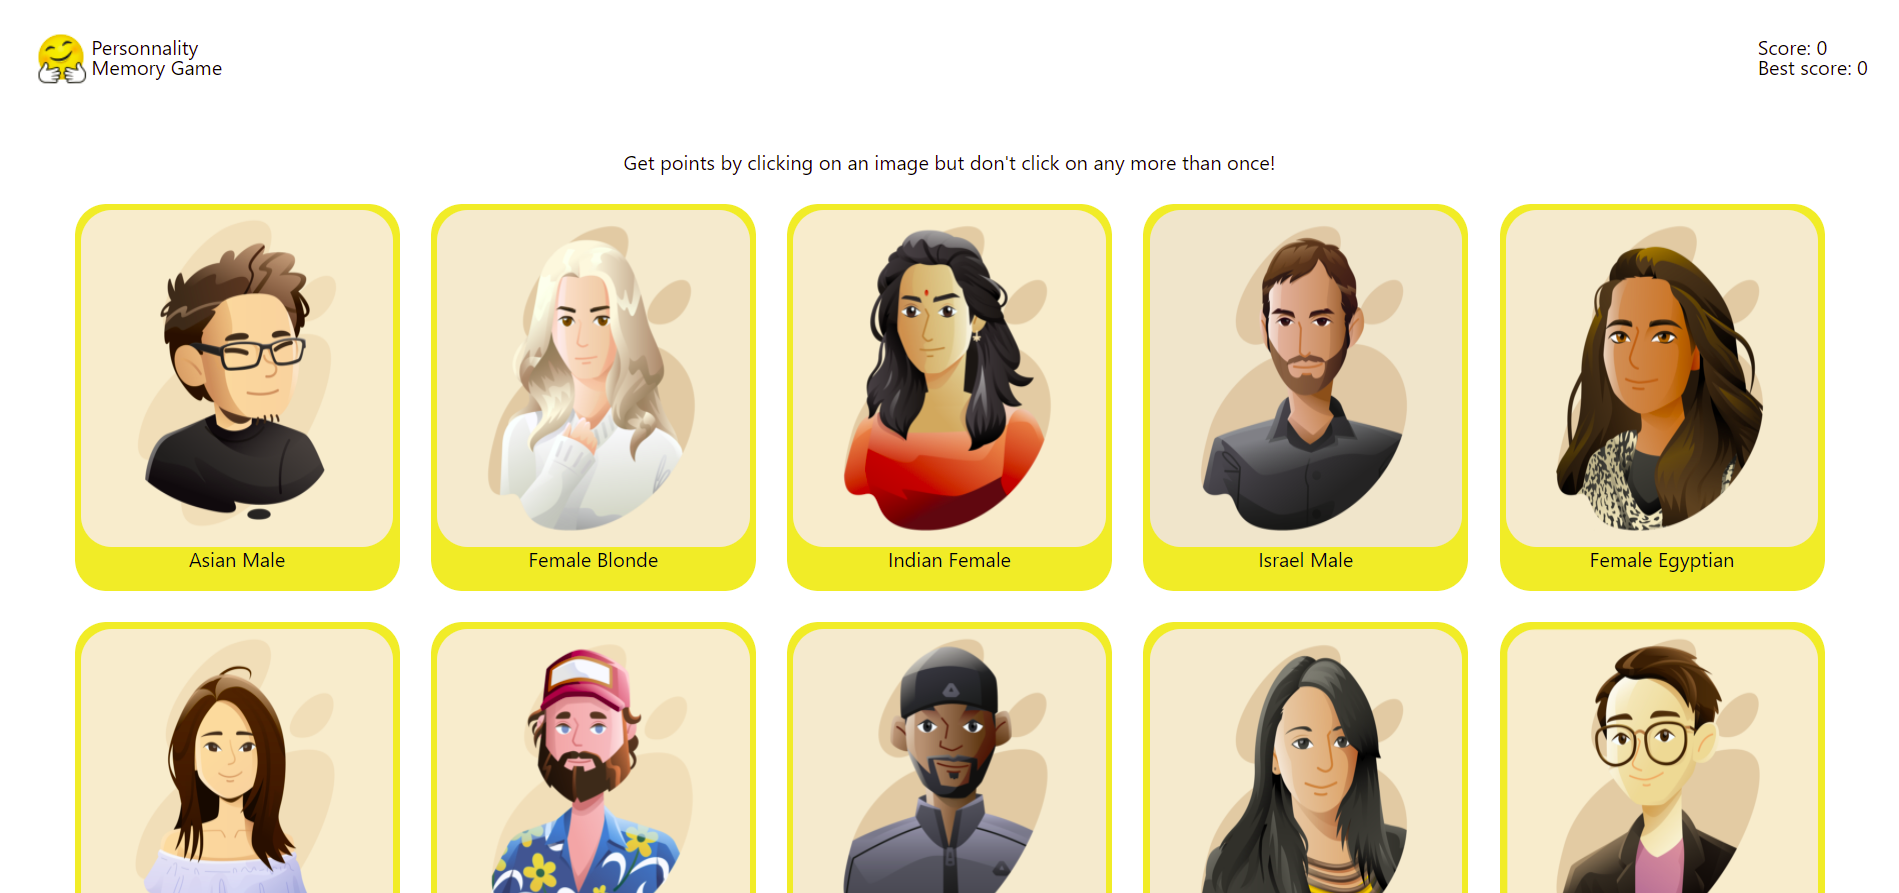 Personnality
Memory Game
Score: 0
Best score: 0
Get points by clicking on an image but don't click on any more than once!
Asian Male
Female Blonde
Indian Female
Israel Male
Female Egyptian